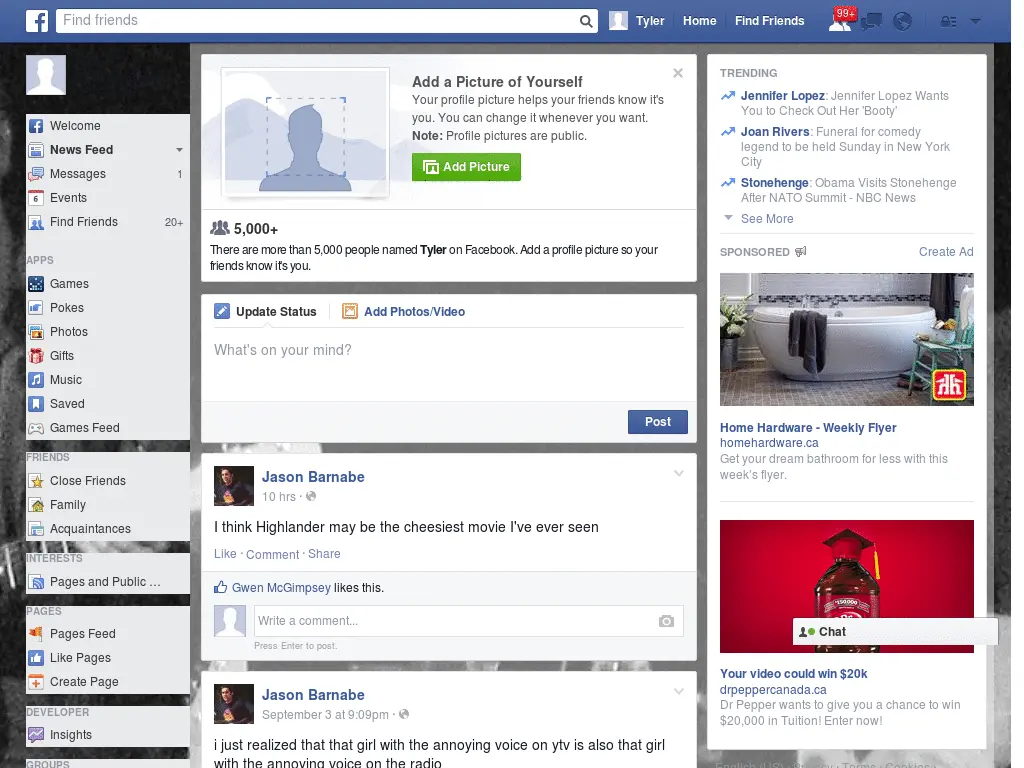 Find friends
Tyler
Home
Find Friends
99+
Welcome
News Feed
Messages
1
6
Events
Find Friends
20+
APPS
Games
Pokes
Photos
Gifts
Music
Saved
Games Feed
FRIENDS
Close Friends
Family
Acquaintances
INTERESTS
Pages and Public ...
PAGES
Pages Feed
Like Pages
Create Page
DEVELOPER
Insights
GROUPS
Add a Picture of Yourself
Your profile picture helps your friends know it's
you. You can change it whenever you want.
Note: Profile pictures are public.
Add Picture
5,000+
There are more than 5,000 people named Tyler on Facebook. Add a profile picture so your
friends know it's you.
Update Status
Add Photos/Video
What's on your mind?
Post
Jason Barnabe
10 hrs ·
I think Highlander may be the cheesiest movie I've ever seen
Like · Comment · Share
Gwen McGimpsey likes this.
Write a comment...
Press Enter to post.
Jason Barnabe
September 3 at 9:09pm ·
i just realized that that girl with the annoying voice on ytv is also that girl
with the annoying voice on the radio
TRENDING
Jennifer Lopez: Jennifer Lopez Wants
You to Check Out Her 'Booty'
Joan Rivers: Funeral for comedy
legend to be held Sunday in New York
City
Stonehenge: Obama Visits Stonehenge
After NATO Summit - NBC News
See More
SPONSORED
Create Ad
Home Hardware - Weekly Flyer
homehardware.ca
Get your dream bathroom for less with this
week's flyer.
$150,000
Chat
Your video could win $20k
drpeppercanada.ca
Dr Pepper wants to give you a chance to win
$20,000 in Tuition! Enter now!
English (US) · Privacy · Terms · Cookies ·